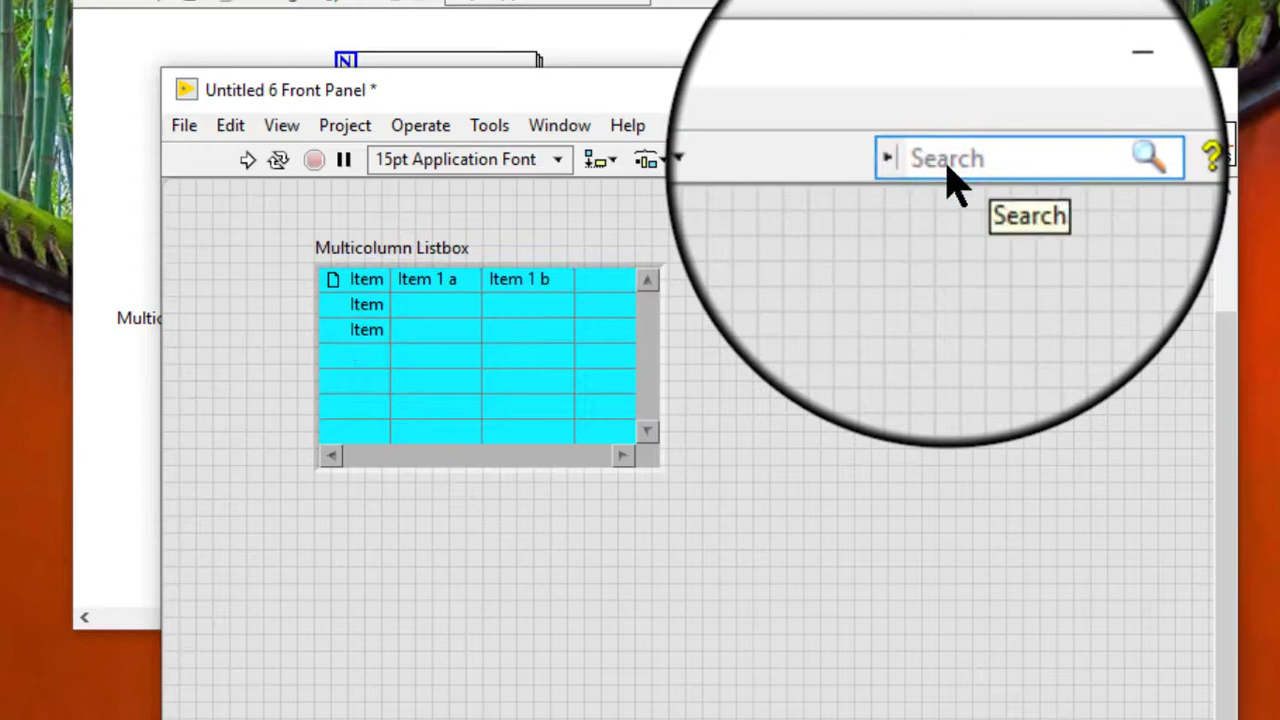 N
Untitled 6 Front Panel *
File Edit View Project Operate Tools Window Help
15pt Application Font
Search
?
Search
Multicolumn Listbox
Item Item 1 a Item 1 b
Item
Item
Multic